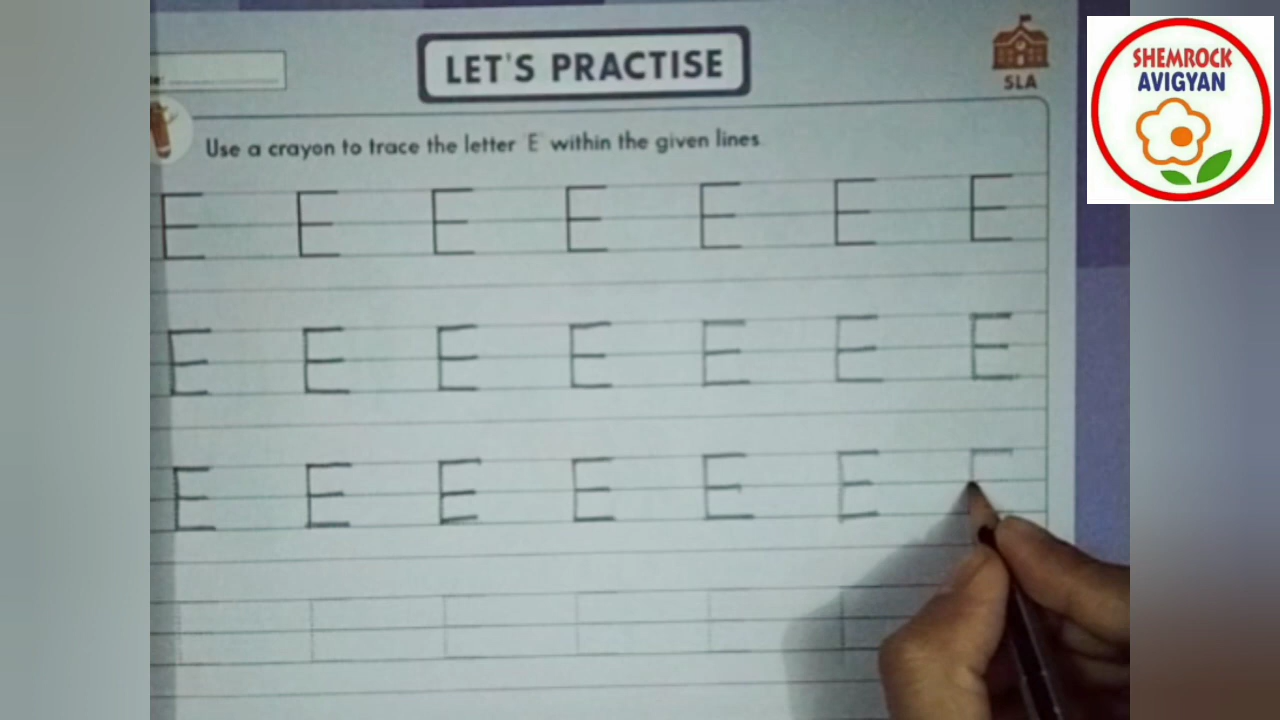 SHEMROCK
AVIGYAN
LET'S PRACTISE
SLA
Use a crayon to trace the letter 'E' within the given lines.
E E E E E E E
E E E E E E E
E E E E E E